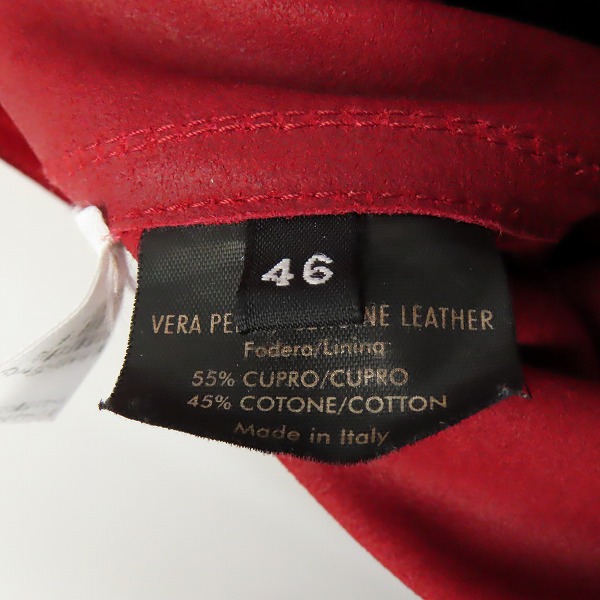 46
VERA LEATHER
Fodera/Lining
55% CUPRO/CUPRO
45% COTONE/COTTON
Made in Italy